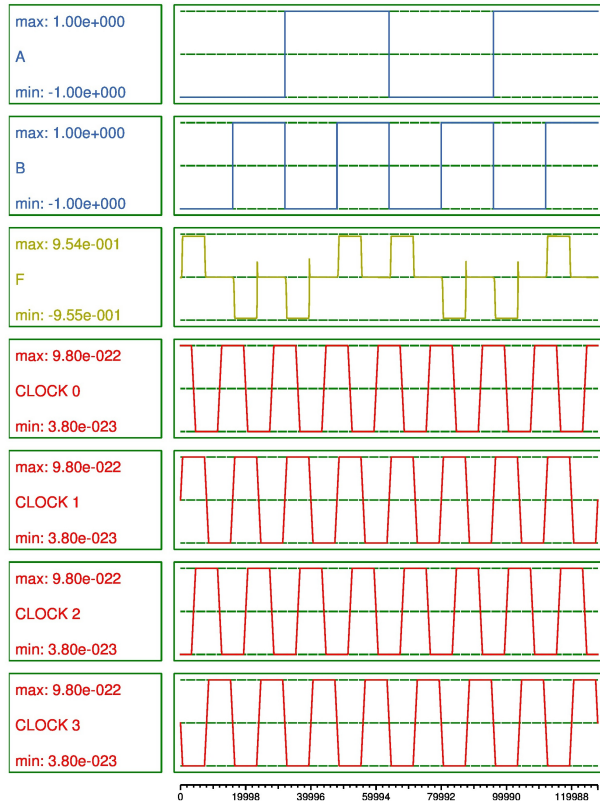 max: 1.00e+000
A
min: -1.00e+000
max: 1.00e+000
B
min: -1.00e+000
max: 9.54e-001
F
min: -9.55e-001
max: 9.80e-022
CLOCK 0
min: 3.80e-023
max: 9.80e-022
CLOCK 1
min: 3.80e-023
max: 9.80e-022
CLOCK 2
min: 3.80e-023
max: 9.80e-022
CLOCK 3
min: 3.80e-023
0 19998 39996 59994 79992 99990 119988